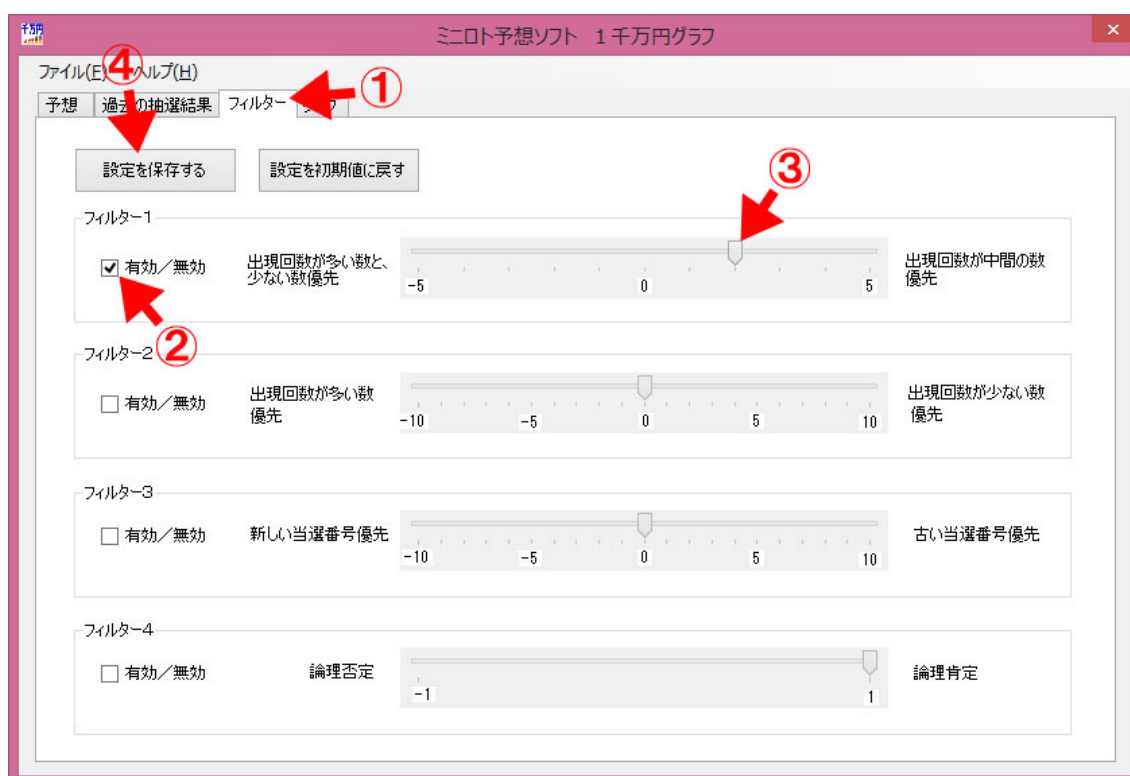 千万円
ミニロト予想ソフト 1千万円グラフ
×
④
ファイル(F) ヘルプ(H)
①
予想 過去の抽選結果 フィルター
設定を保存する 設定を初期値に戻す
③
フィルター1
有効/無効
出現回数が多い数と、
少ない数優先
-5 0 5
出現回数が中間の数
優先
②
フィルター2
有効/無効
出現回数が多い数
優先
-10 -5 0 5 10
出現回数が少ない数
優先
フィルター3
有効/無効 新しい当選番号優先
-10 -5 0 5 10
古い当選番号優先
フィルター4
有効/無効 論理否定
-1 1
論理肯定